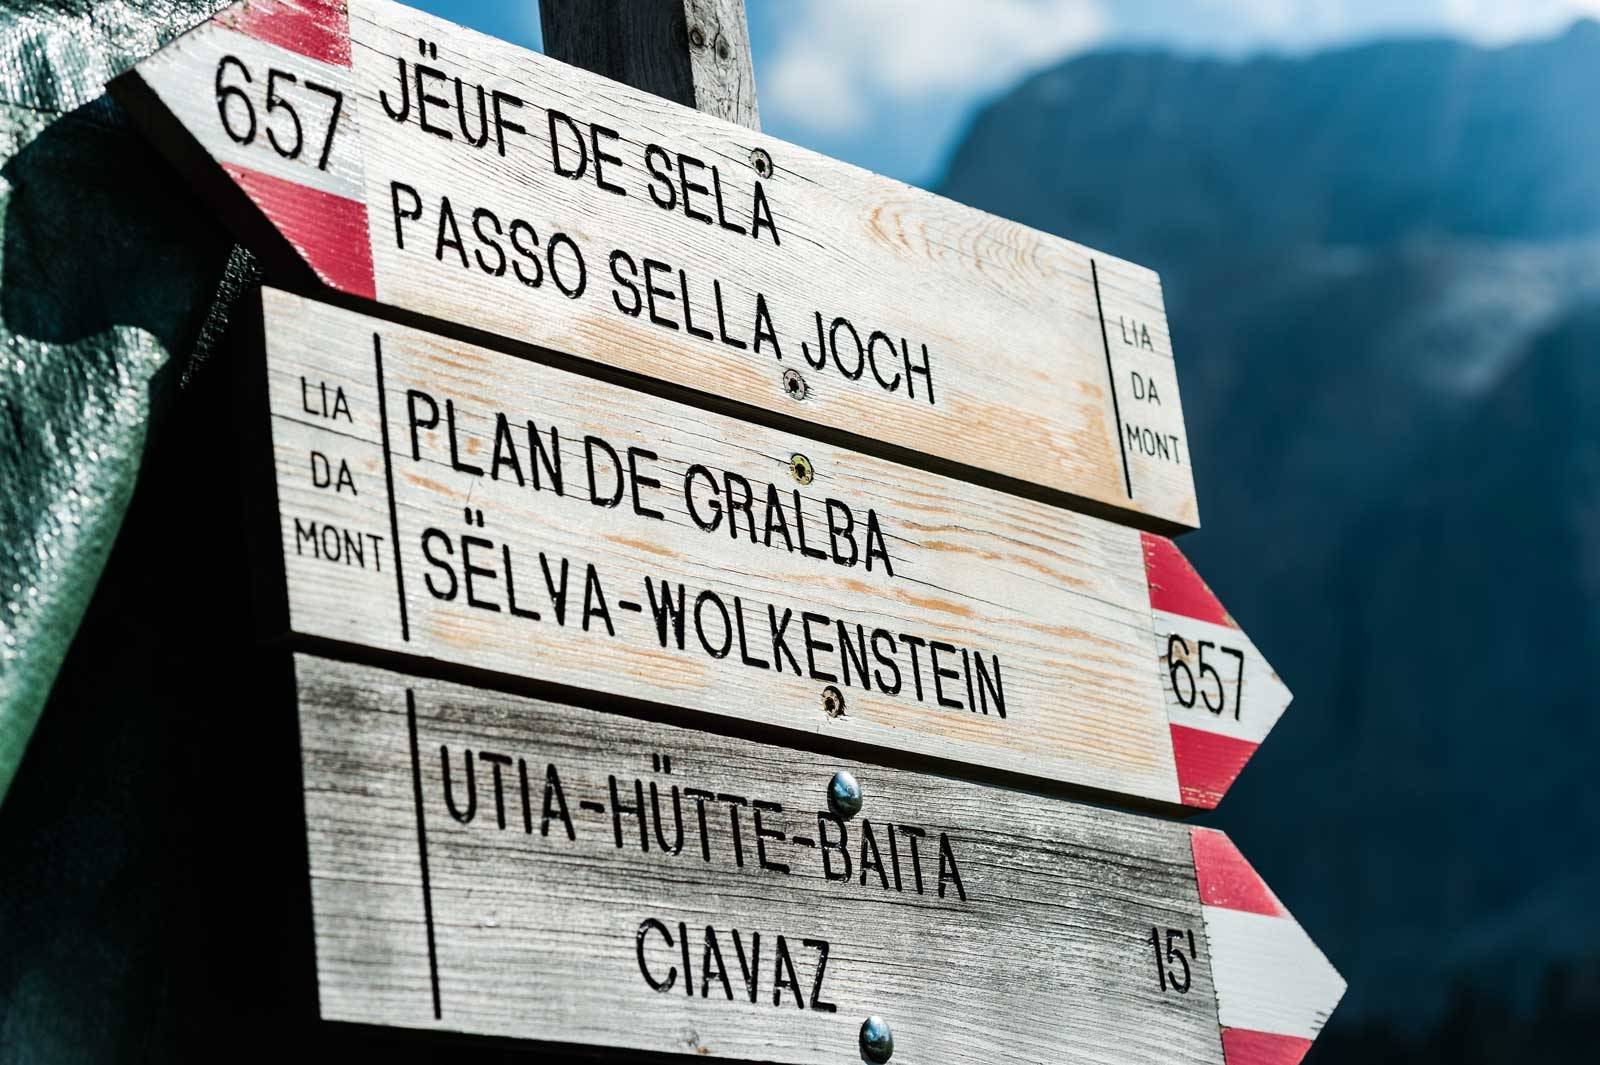 657
JËUF DE SELA
PASSO SELLA JOCH
LIA
DA
MONT
LIA
DA
MONT
PLAN DE GRALBA
SËLVA-WOLKENSTEIN
657
UTIA-HÜTTE-BAITA
CIAVAZ
15'